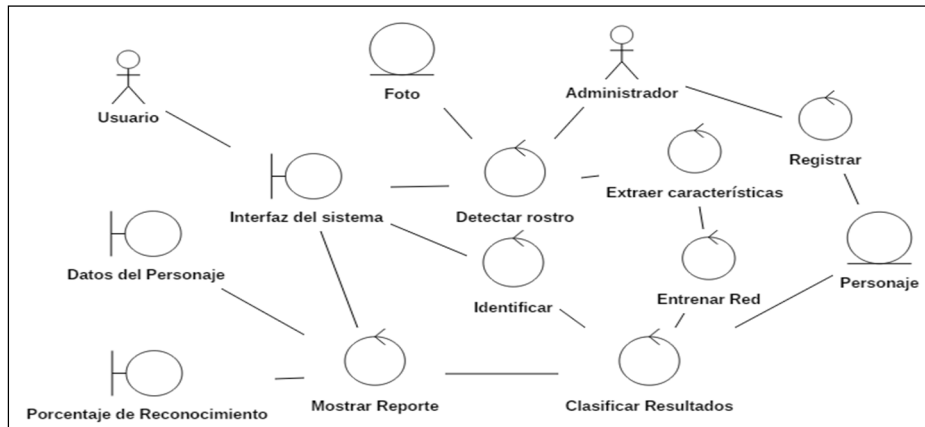 Foto
Administrador
Usuario
Registrar
Extraer características
Interfaz del sistema
Detectar rostro
Datos del Personaje
Identificar
Entrenar Red
Personaje
Porcentaje de Reconocimiento
Mostrar Reporte
Clasificar Resultados